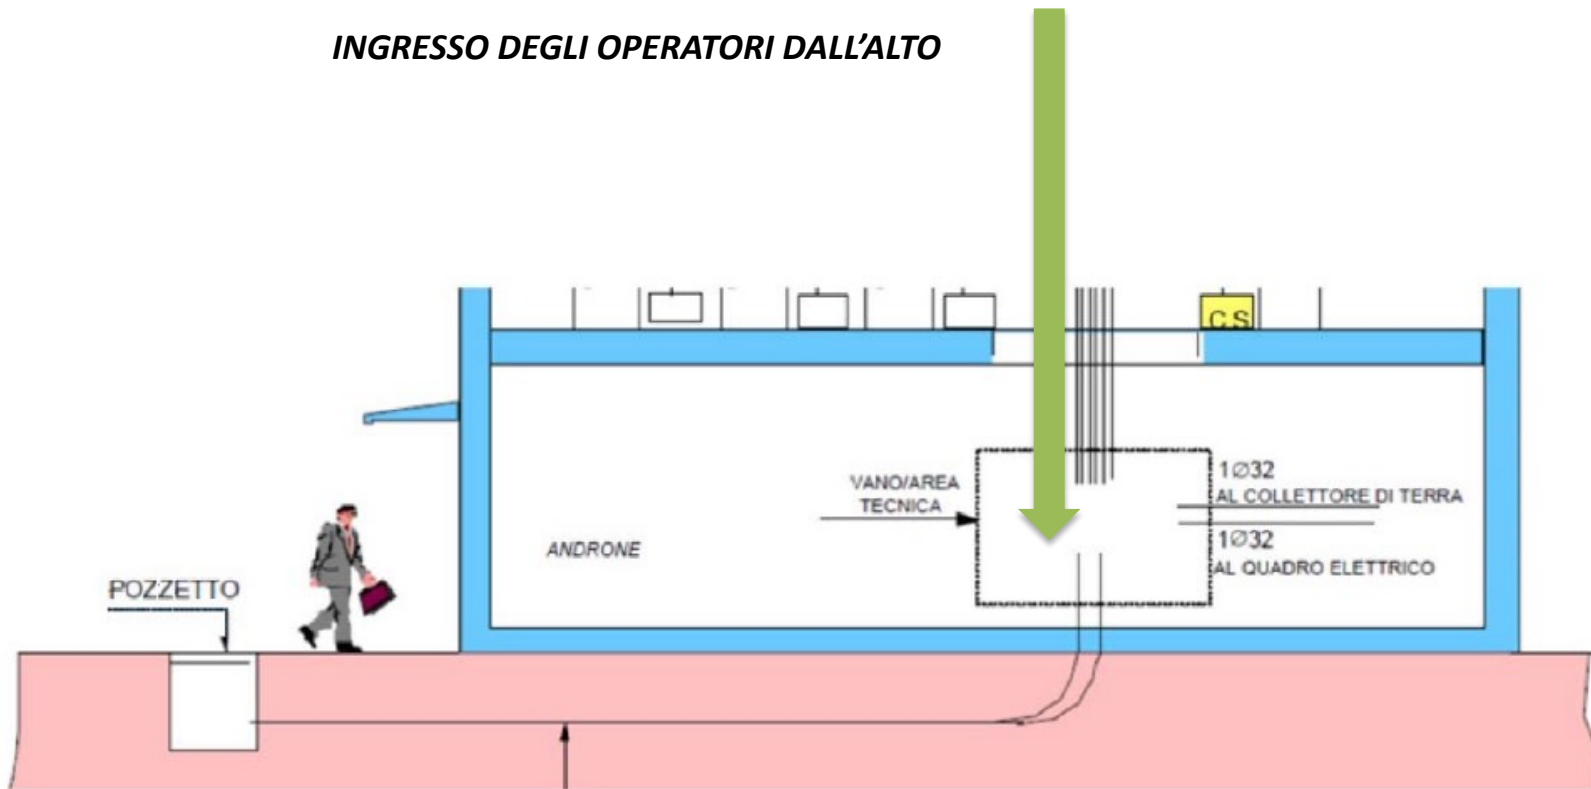 INGRESSO DEGLI OPERATORI DALL'ALTO
C.S
VANO/AREA
TECNICA
1∅32
AL COLLETTORE DI TERRA
1∅32
AL QUADRO ELETTRICO
ANDRONE
POZZETTO